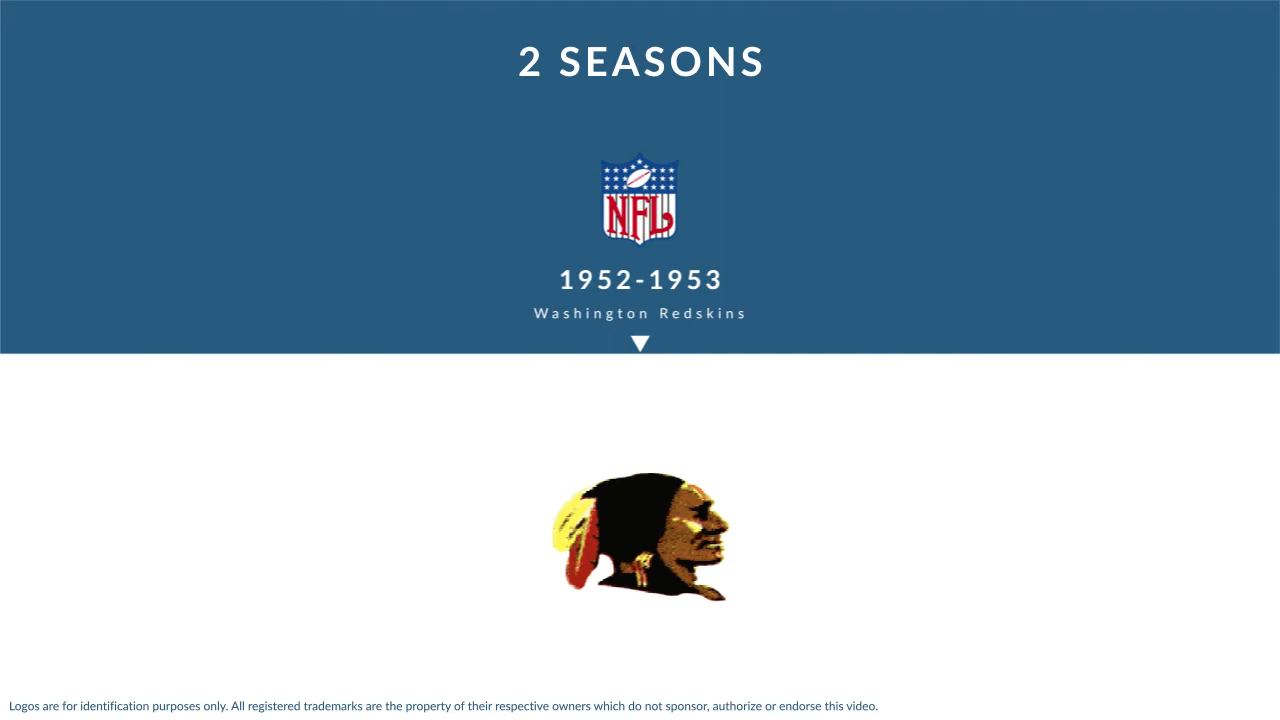 2 SEASONS
NFL
1952-1953
Washington Redskins
Logos are for identification purposes only. All registered trademarks are the property of their respective owners which do not sponsor, authorize or endorse this video.